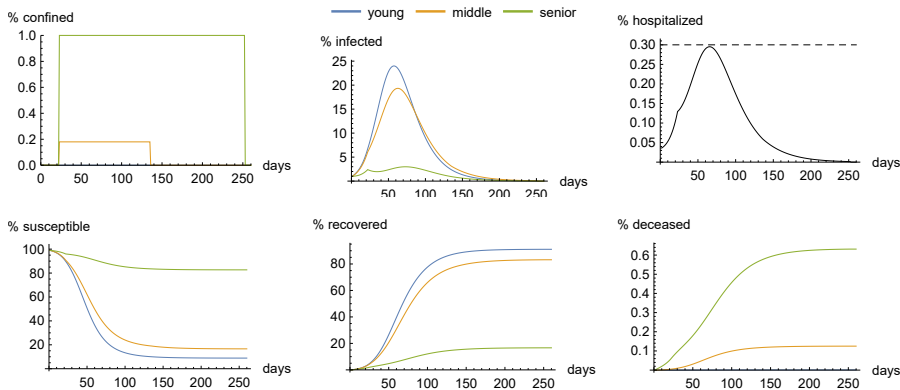 young middle senior
% confined
1.0
0.8
0.6
0.4
0.2
0.0
0 50 100 150 200 250
days
% infected
25
20
15
10
5
50 100 150 200 250
days
% hospitalized
0.30
0.25
0.20
0.15
0.10
0.05
50 100 150 200 250
days
% susceptible
100
80
60
40
20
50 100 150 200 250
days
% recovered
80
60
40
20
50 100 150 200 250
days
% deceased
0.6
0.5
0.4
0.3
0.2
0.1
50 100 150 200 250
days